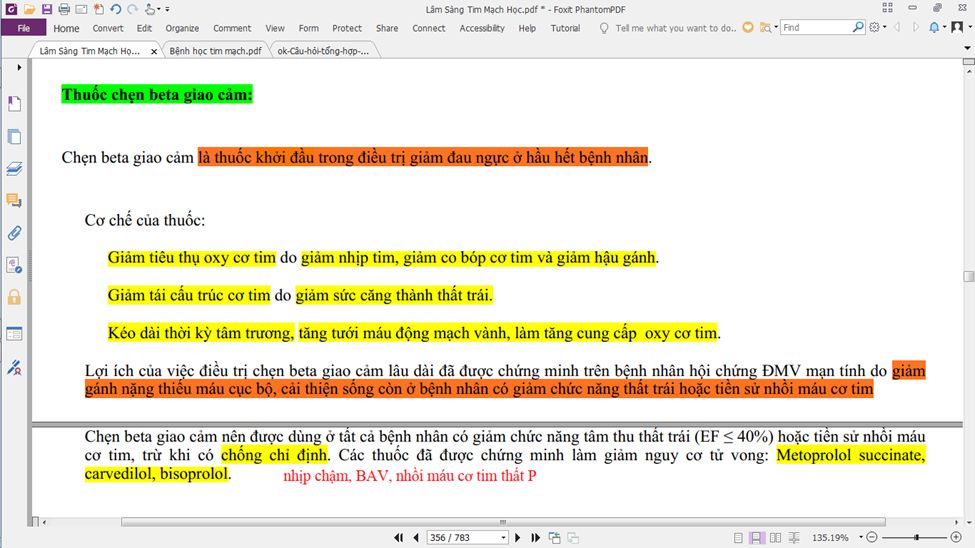 Lâm Sàng Tim Mạch Học.pdf * - Foxit PhantomPDF
File Home Convert Edit Organize Comment View Form Protect Share Connect Accessibility Help Tutorial Tell me what you want to do.. Find
Lâm Sàng Tim Mạch Họ... × Bệnh học tim mạch.pdf ok-Câu-hỏi-tổng-hợp-...
Thuốc chẹn beta giao cảm:
Chẹn beta giao cảm là thuốc khởi đầu trong điều trị giảm đau ngực ở hầu hết bệnh nhân.
Cơ chế của thuốc:
Giảm tiêu thụ oxy cơ tim do giảm nhịp tim, giảm co bóp cơ tim và giảm hậu gánh.
Giảm tái cấu trúc cơ tim do giảm sức căng thành thất trái.
Kéo dài thời kỳ tâm trương, tăng tưới máu động mạch vành, làm tăng cung cấp oxy cơ tim.
Lợi ích của việc điều trị chẹn beta giao cảm lâu dài đã được chứng minh trên bệnh nhân hội chứng ĐMV mạn tính do giảm
gánh nặng thiếu máu cục bộ, cải thiện sống còn ở bệnh nhân có giảm chức năng thất trái hoặc tiền sử nhồi máu cơ tim
Chẹn beta giao cảm nên được dùng ở tất cả bệnh nhân có giảm chức năng tâm thu thất trái (EF ≤ 40%) hoặc tiền sử nhồi máu
cơ tim, trừ khi có chống chỉ định. Các thuốc đã được chứng minh làm giảm nguy cơ tử vong: Metoprolol succinate,
carvedilol, bisoprolol. nhịp chậm, BAV, nhồi máu cơ tim thất P
356 / 783 135.19%